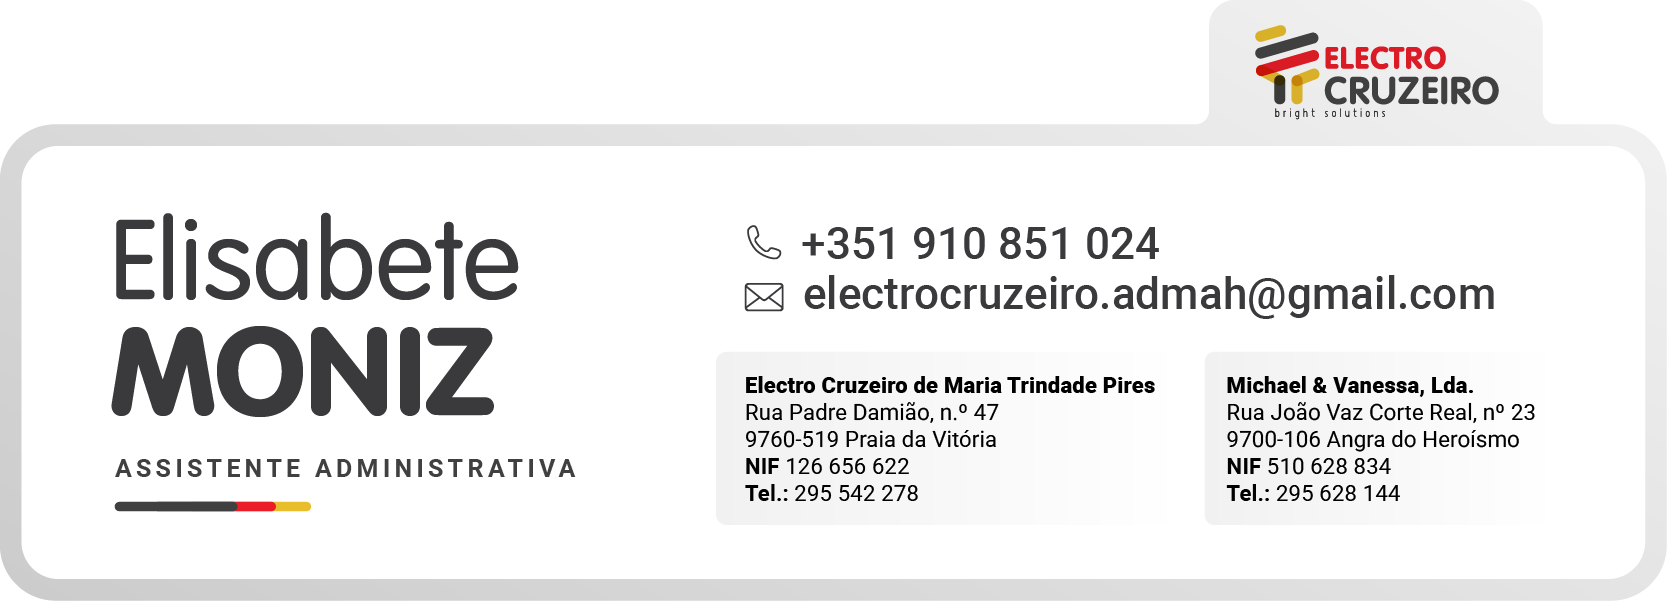 ELECTRO
CRUZEIRO
bright solutions
Elisabete
MONIZ
ASSISTENTE ADMINISTRATIVA
+351 910 851 024
electrocruzeiro.admah@gmail.com
Electro Cruzeiro de Maria Trindade Pires
Rua Padre Damião, n.º 47
9760-519 Praia da Vitória
NIF 126 656 622
Tel.: 295 542 278
Michael & Vanessa, Lda.
Rua João Vaz Corte Real, nº 23
9700-106 Angra do Heroísmo
NIF 510 628 834
Tel.: 295 628 144